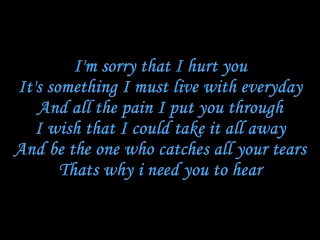 I'm sorry that I hurt you
It's something I must live with everyday
And all the pain I put you through
I wish that I could take it all away
And be the one who catches all your tears
Thats why i need you to hear